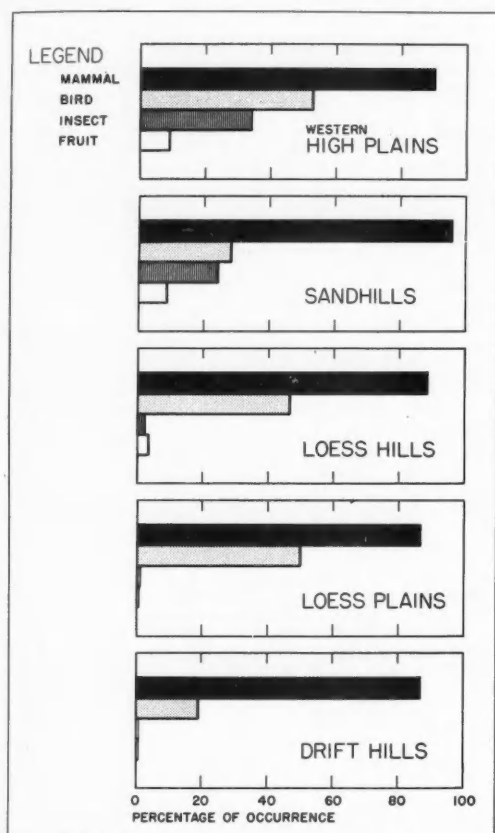 LEGEND
MAMMAL
BIRD
INSECT
FRUIT
WESTERN
HIGH PLAINS
SANDHILLS
LOESS HILLS
LOESS PLAINS
DRIFT HILLS
0 20 40 60 80 100
PERCENTAGE OF OCCURRENCE